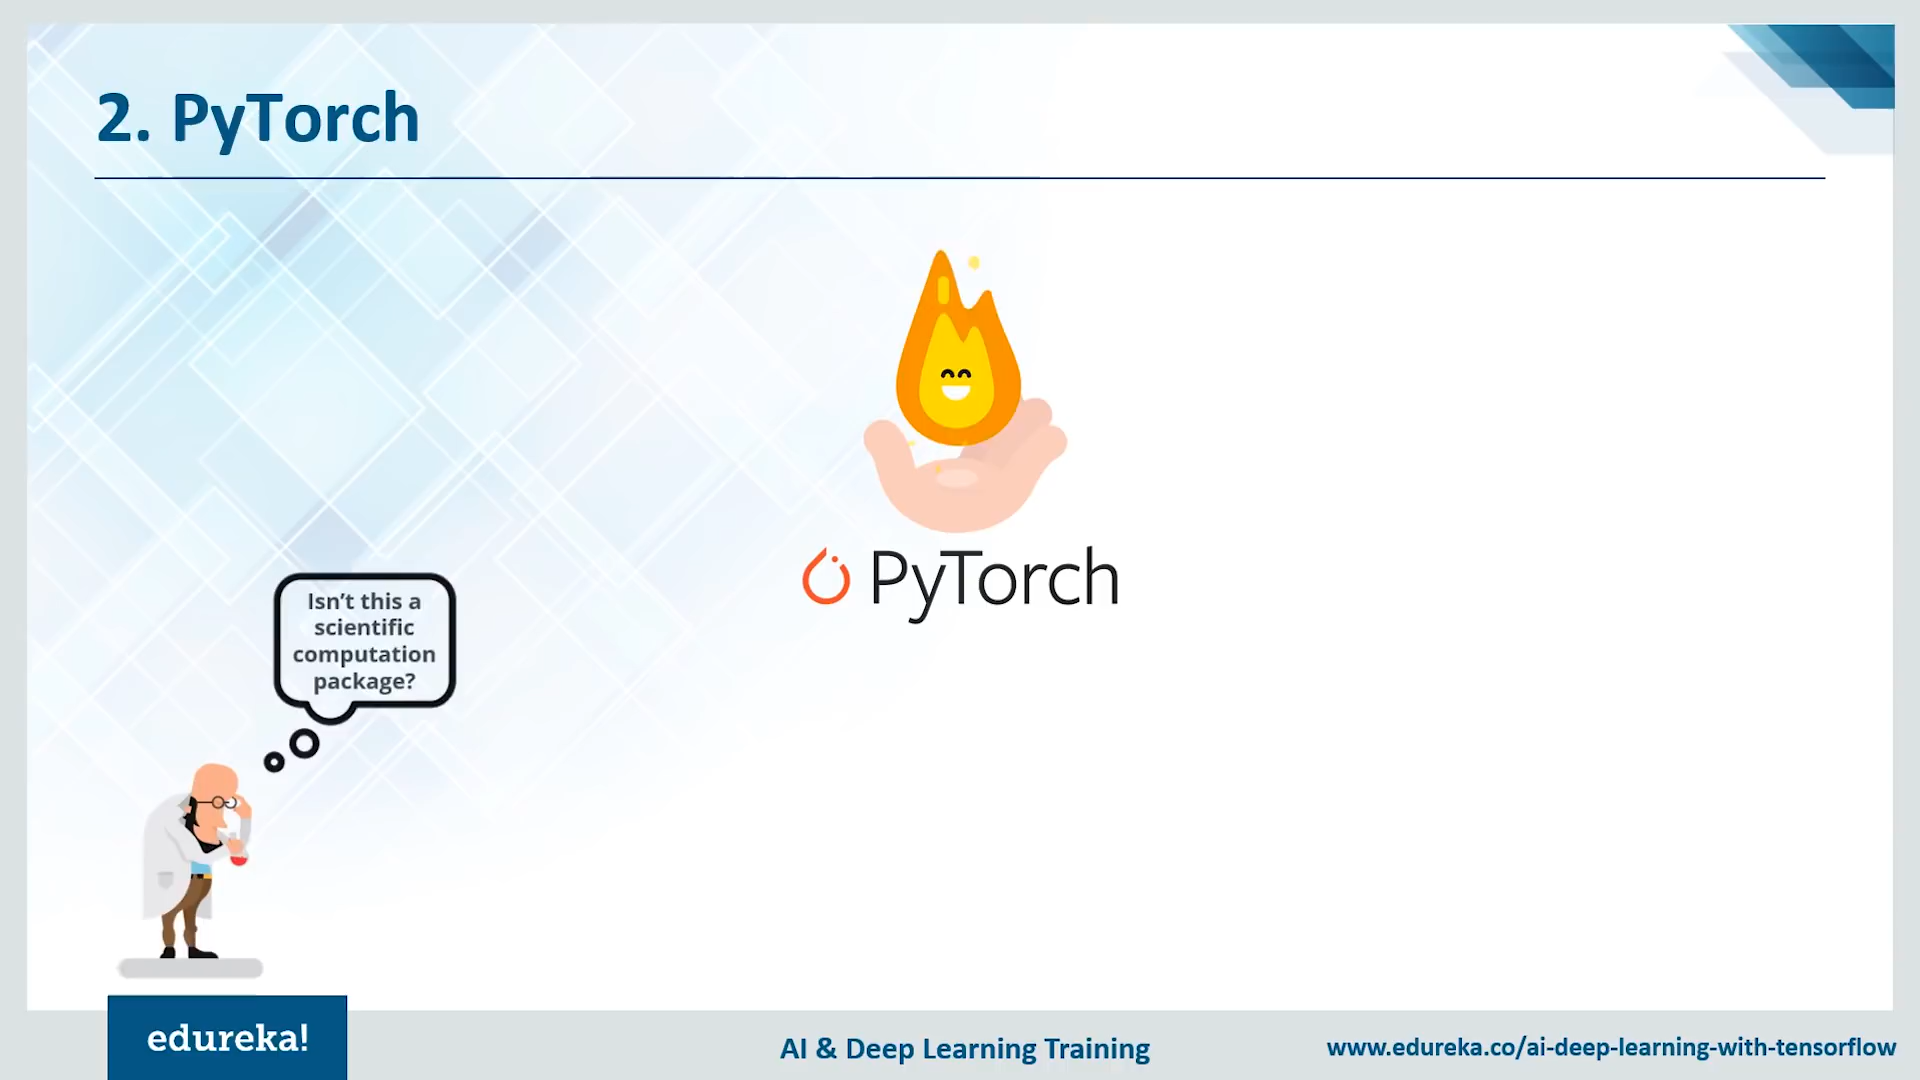 2. PyTorch
PyTorch
Isn't this a
scientific
computation
package?
edureka!
AI & Deep Learning Training
www.edureka.co/ai-deep-learning-with-tensorflow